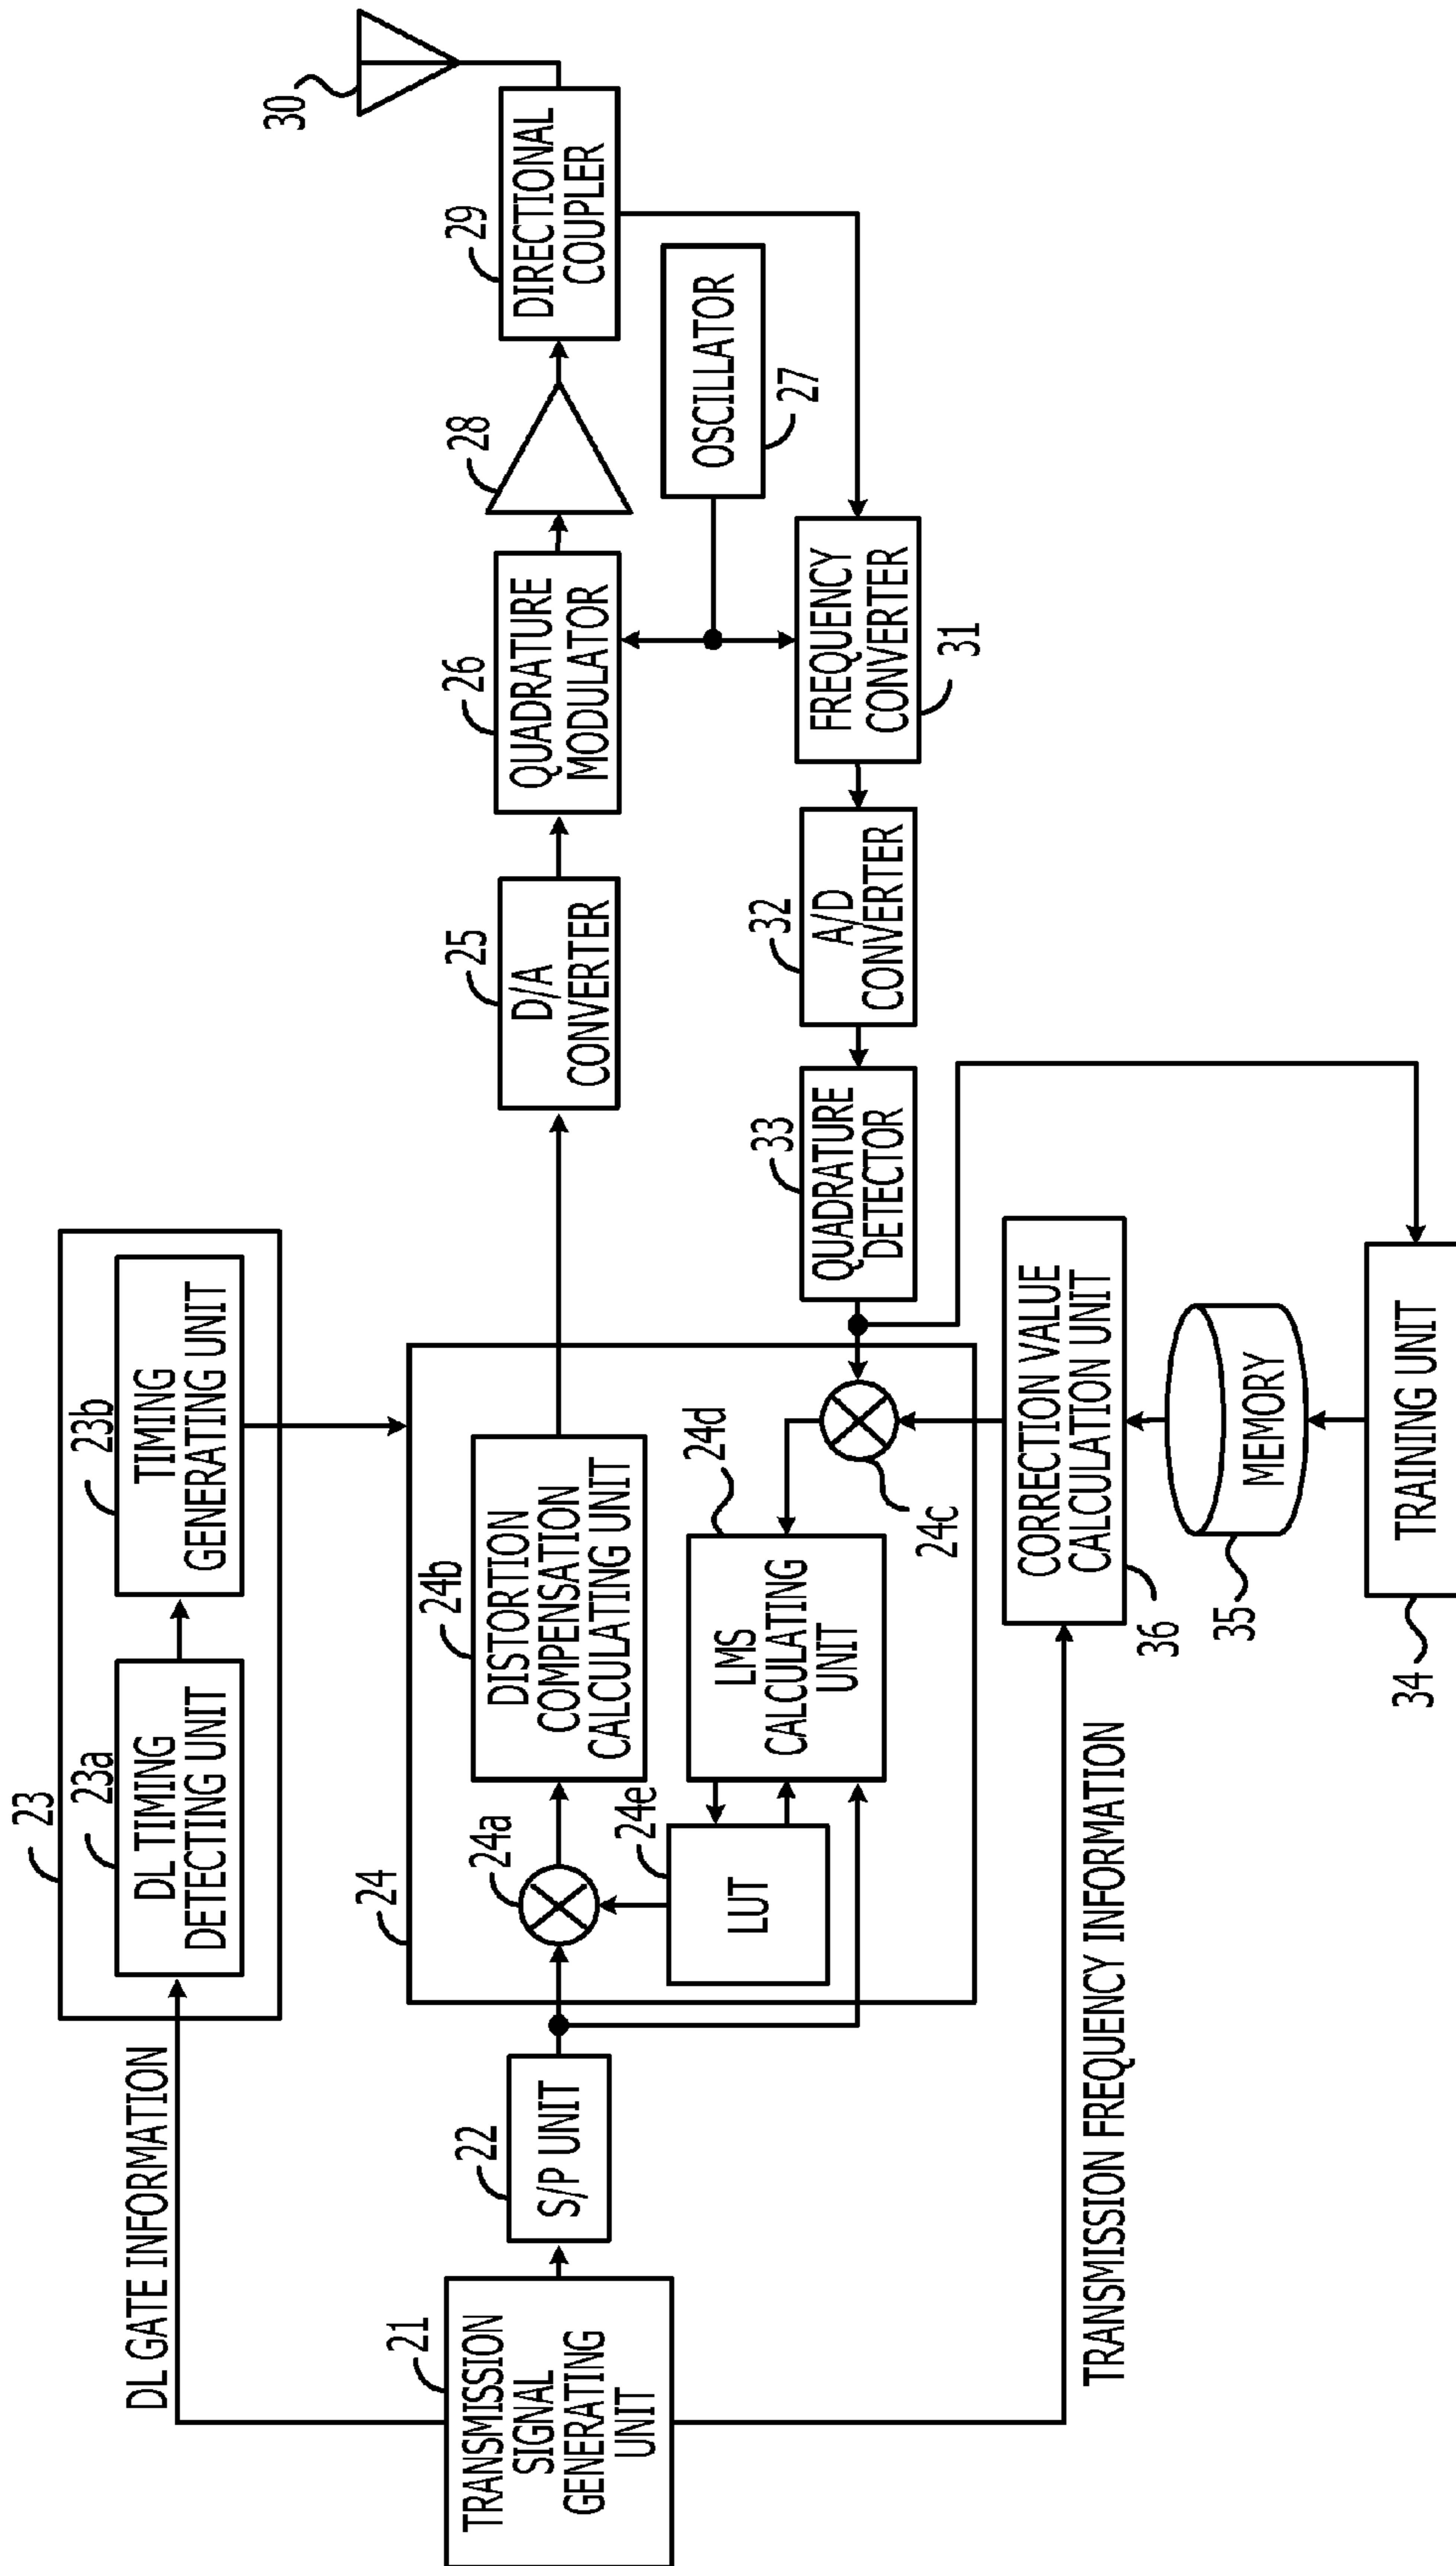 DL GATE INFORMATION
23
23a
DL TIMING
DETECTING UNIT
23b
TIMING
GENERATING UNIT
21
TRANSMISSION
SIGNAL
GENERATING
UNIT
22
S/P UNIT
24
24a
24b
DISTORTION
COMPENSATION
CALCULATING UNIT
24e
LUT
LMS
CALCULATING
UNIT
24d
24c
25
D/A
CONVERTER
26
QUADRATURE
MODULATOR
28
29
DIRECTIONAL
COUPLER
30
OSCILLATOR
27
33
QUADRATURE
DETECTOR
32
A/D
CONVERTER
FREQUENCY
CONVERTER
31
TRANSMISSION FREQUENCY INFORMATION
CORRECTION VALUE
CALCULATION UNIT
36
MEMORY
35
TRAINING UNIT
34